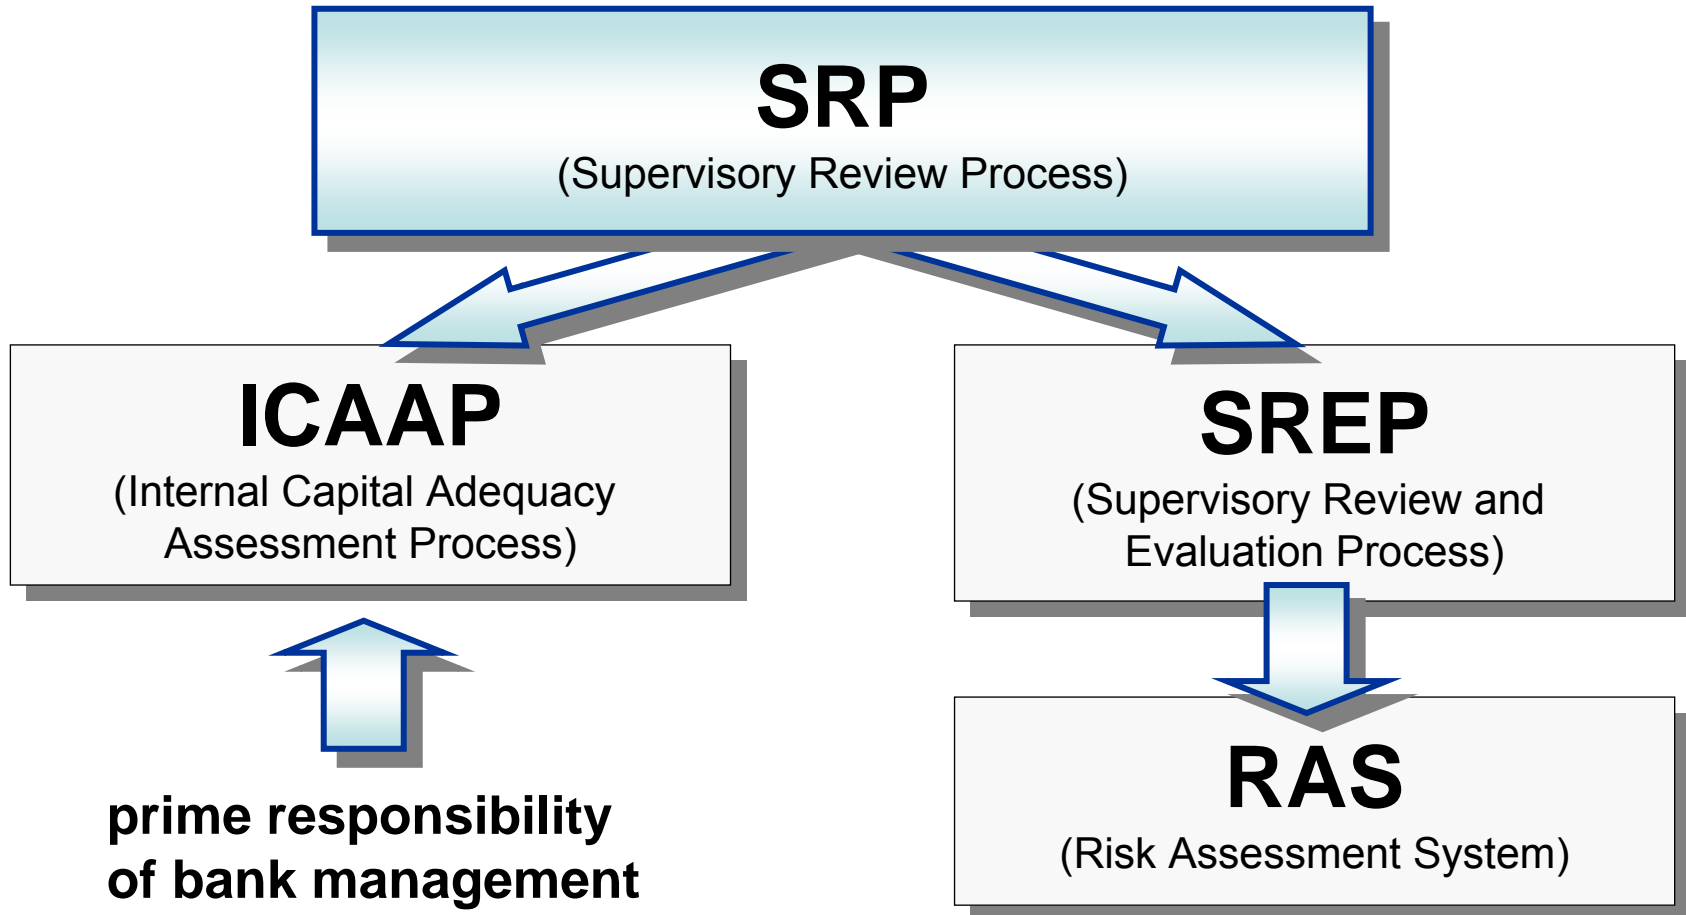 SRP
(Supervisory Review Process)
ICAAP
(Internal Capital Adequacy
Assessment Process)
SREP
(Supervisory Review and
Evaluation Process)
prime responsibility
of bank management
RAS
(Risk Assessment System)